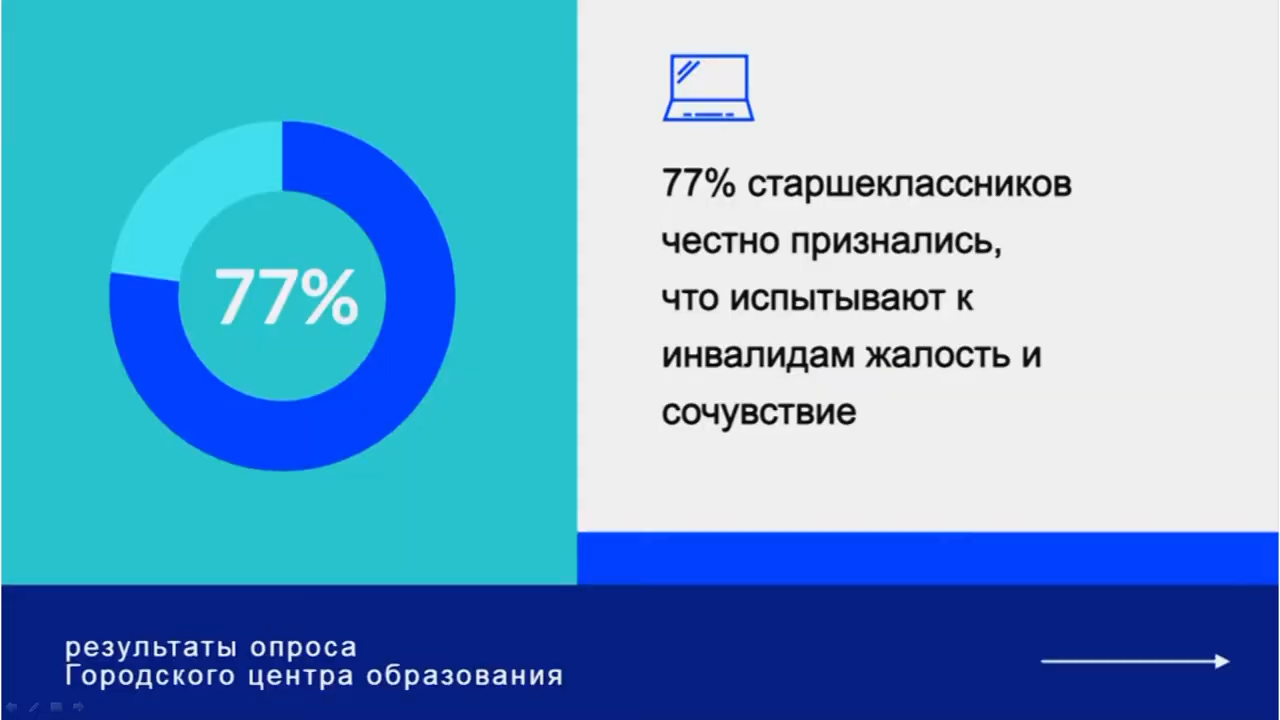 77%
77% старшеклассников
честно признались,
что испытывают к
инвалидам жалость и
сочувствие
результаты опроса
Городского центра образования